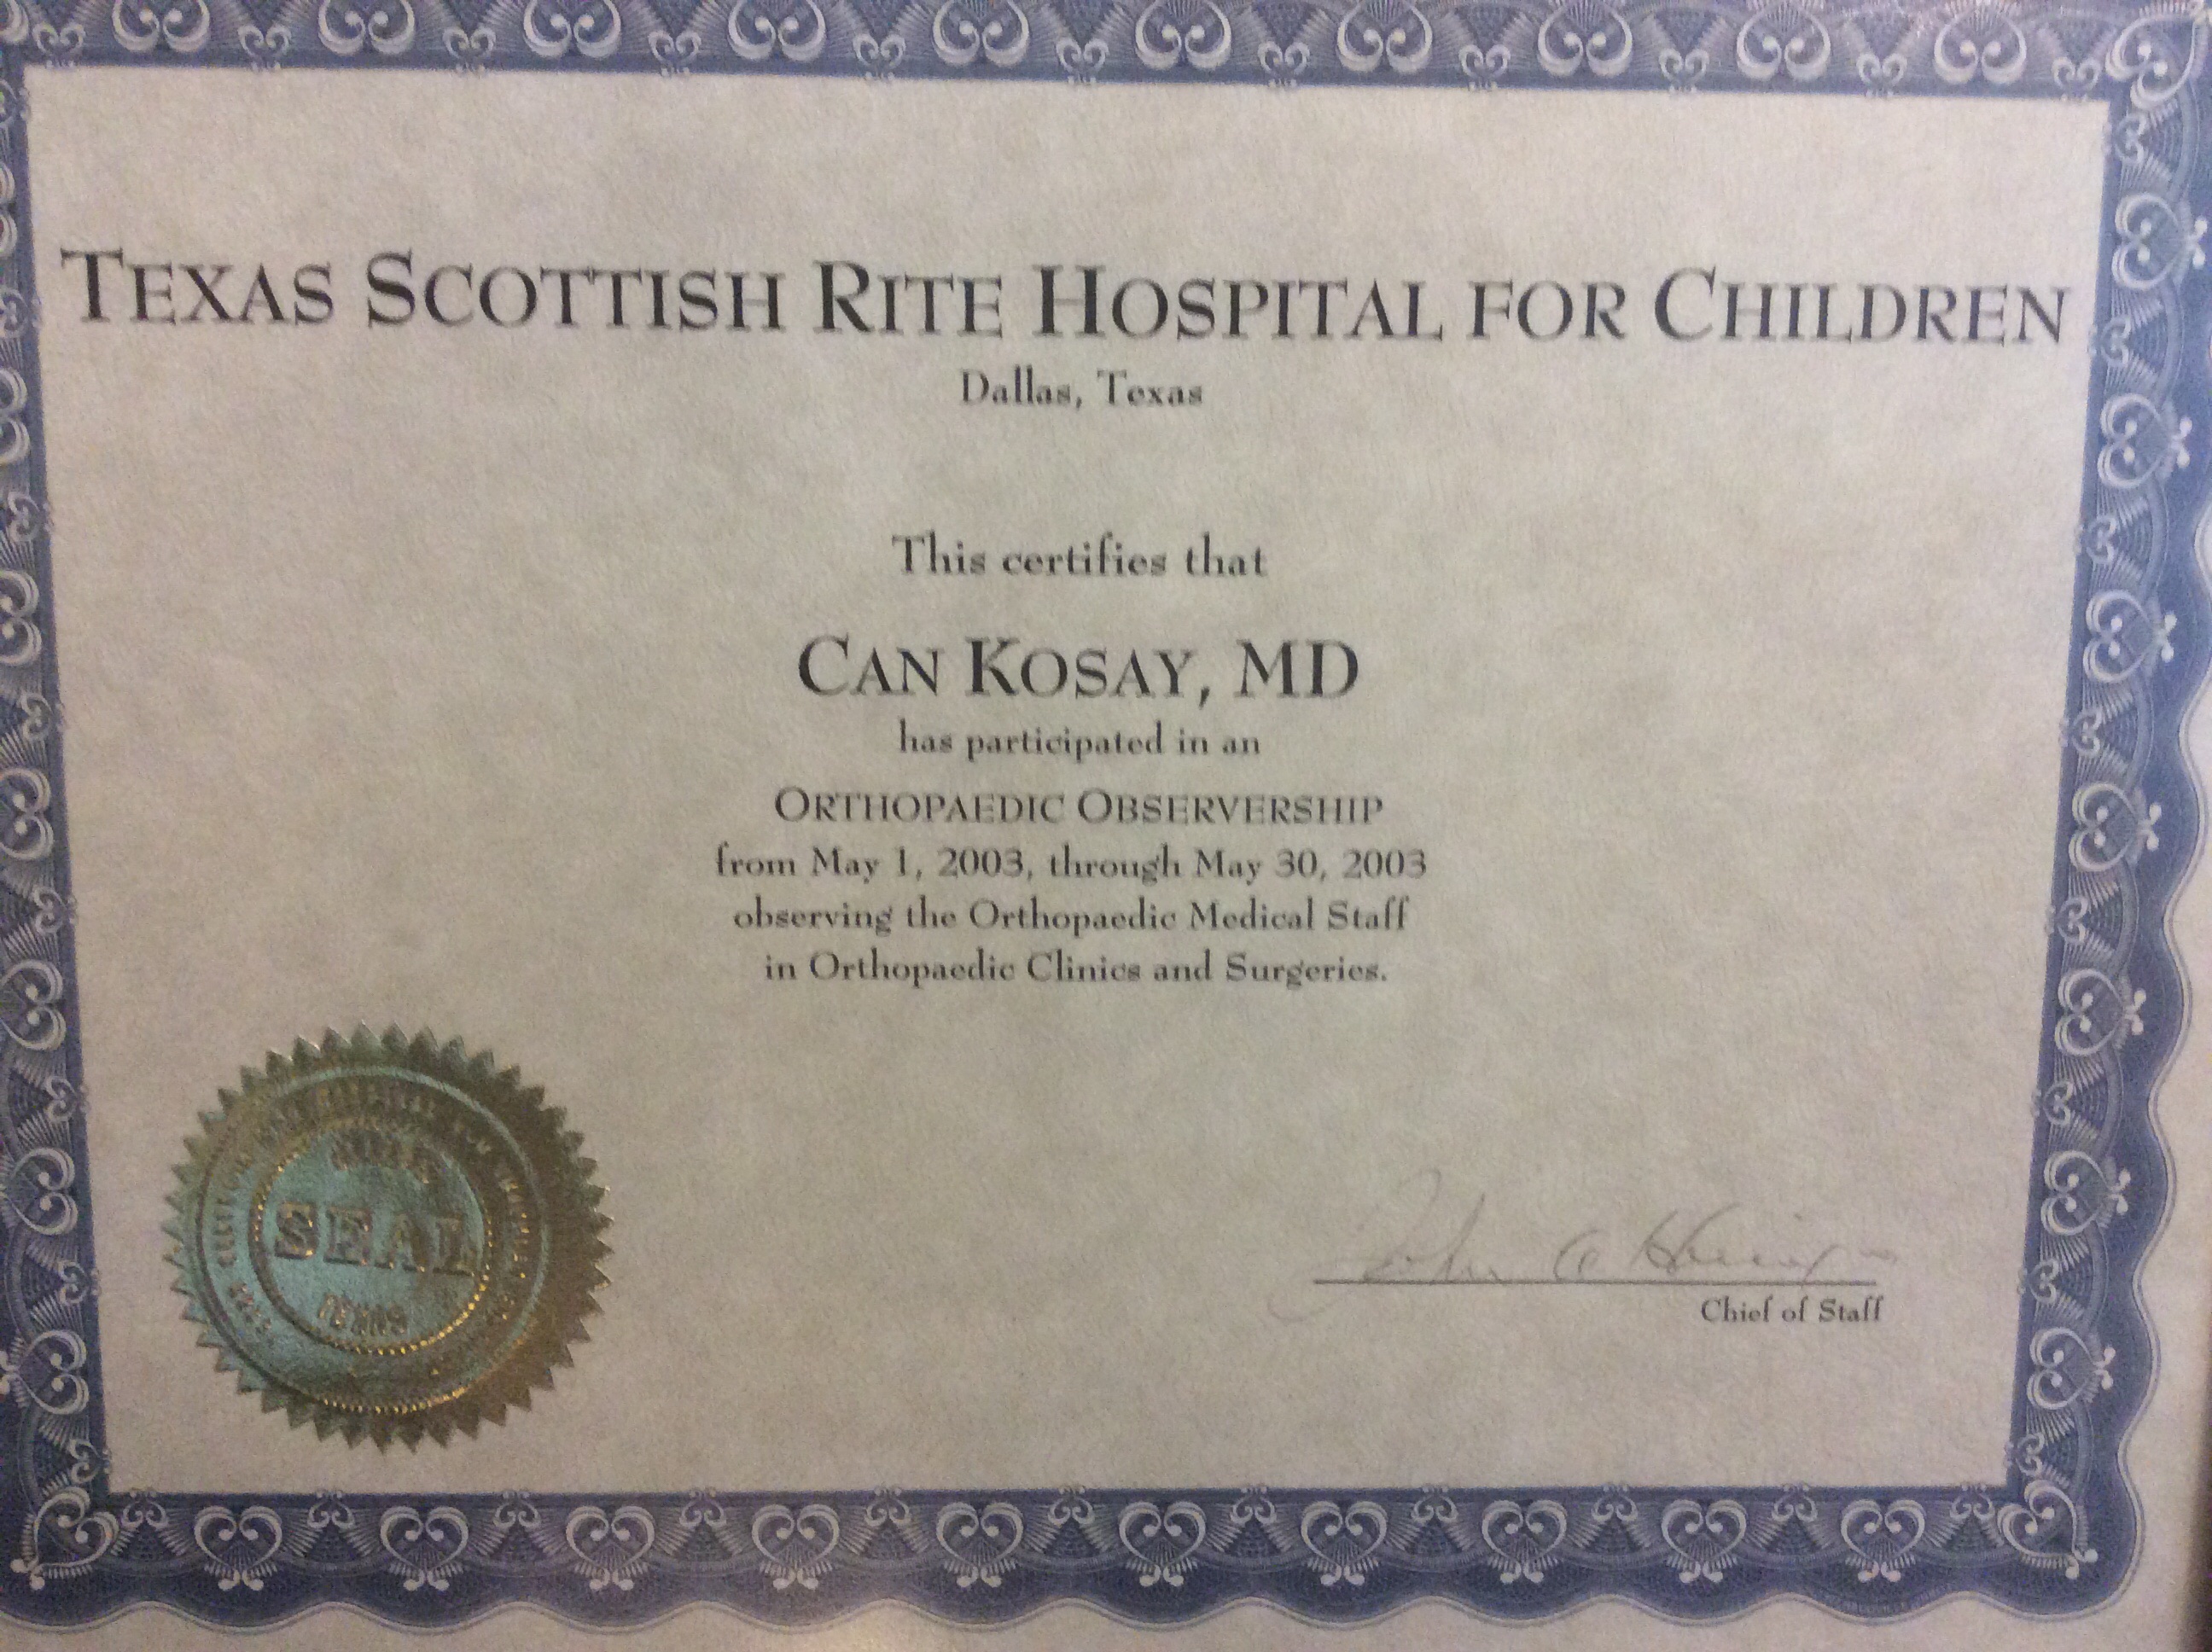 TEXAS SCOTTISH RITE HOSPITAL FOR CHILDREN
Dallas, Texas
This certifies that
CAN KOSAY, MD
has participated in an
ORTHOPAEDIC OBSERVERSHIP
from May 1, 2003, through May 30, 2003
observing the Orthopaedic Medical Staff
in Orthopaedic Clinics and Surgeries.
SEAL
Chief of Staff